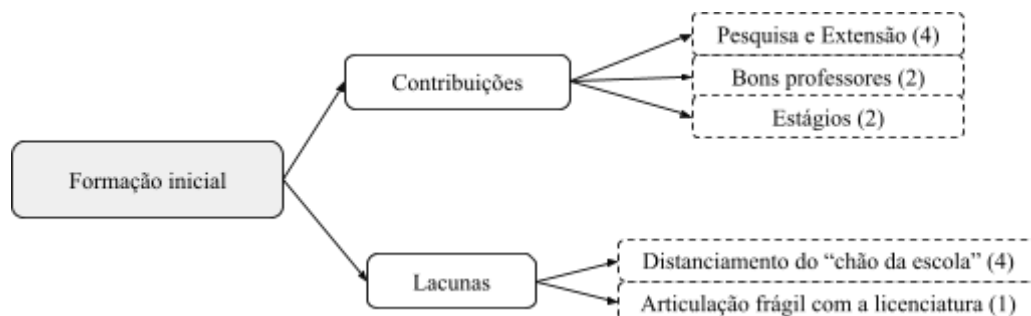 Pesquisa e Extensão (4)
Contribuições
Bons professores (2)
Estágios (2)
Formação inicial
Distanciamento do “chão da escola” (4)
Lacunas
Articulação frágil com a licenciatura (1)